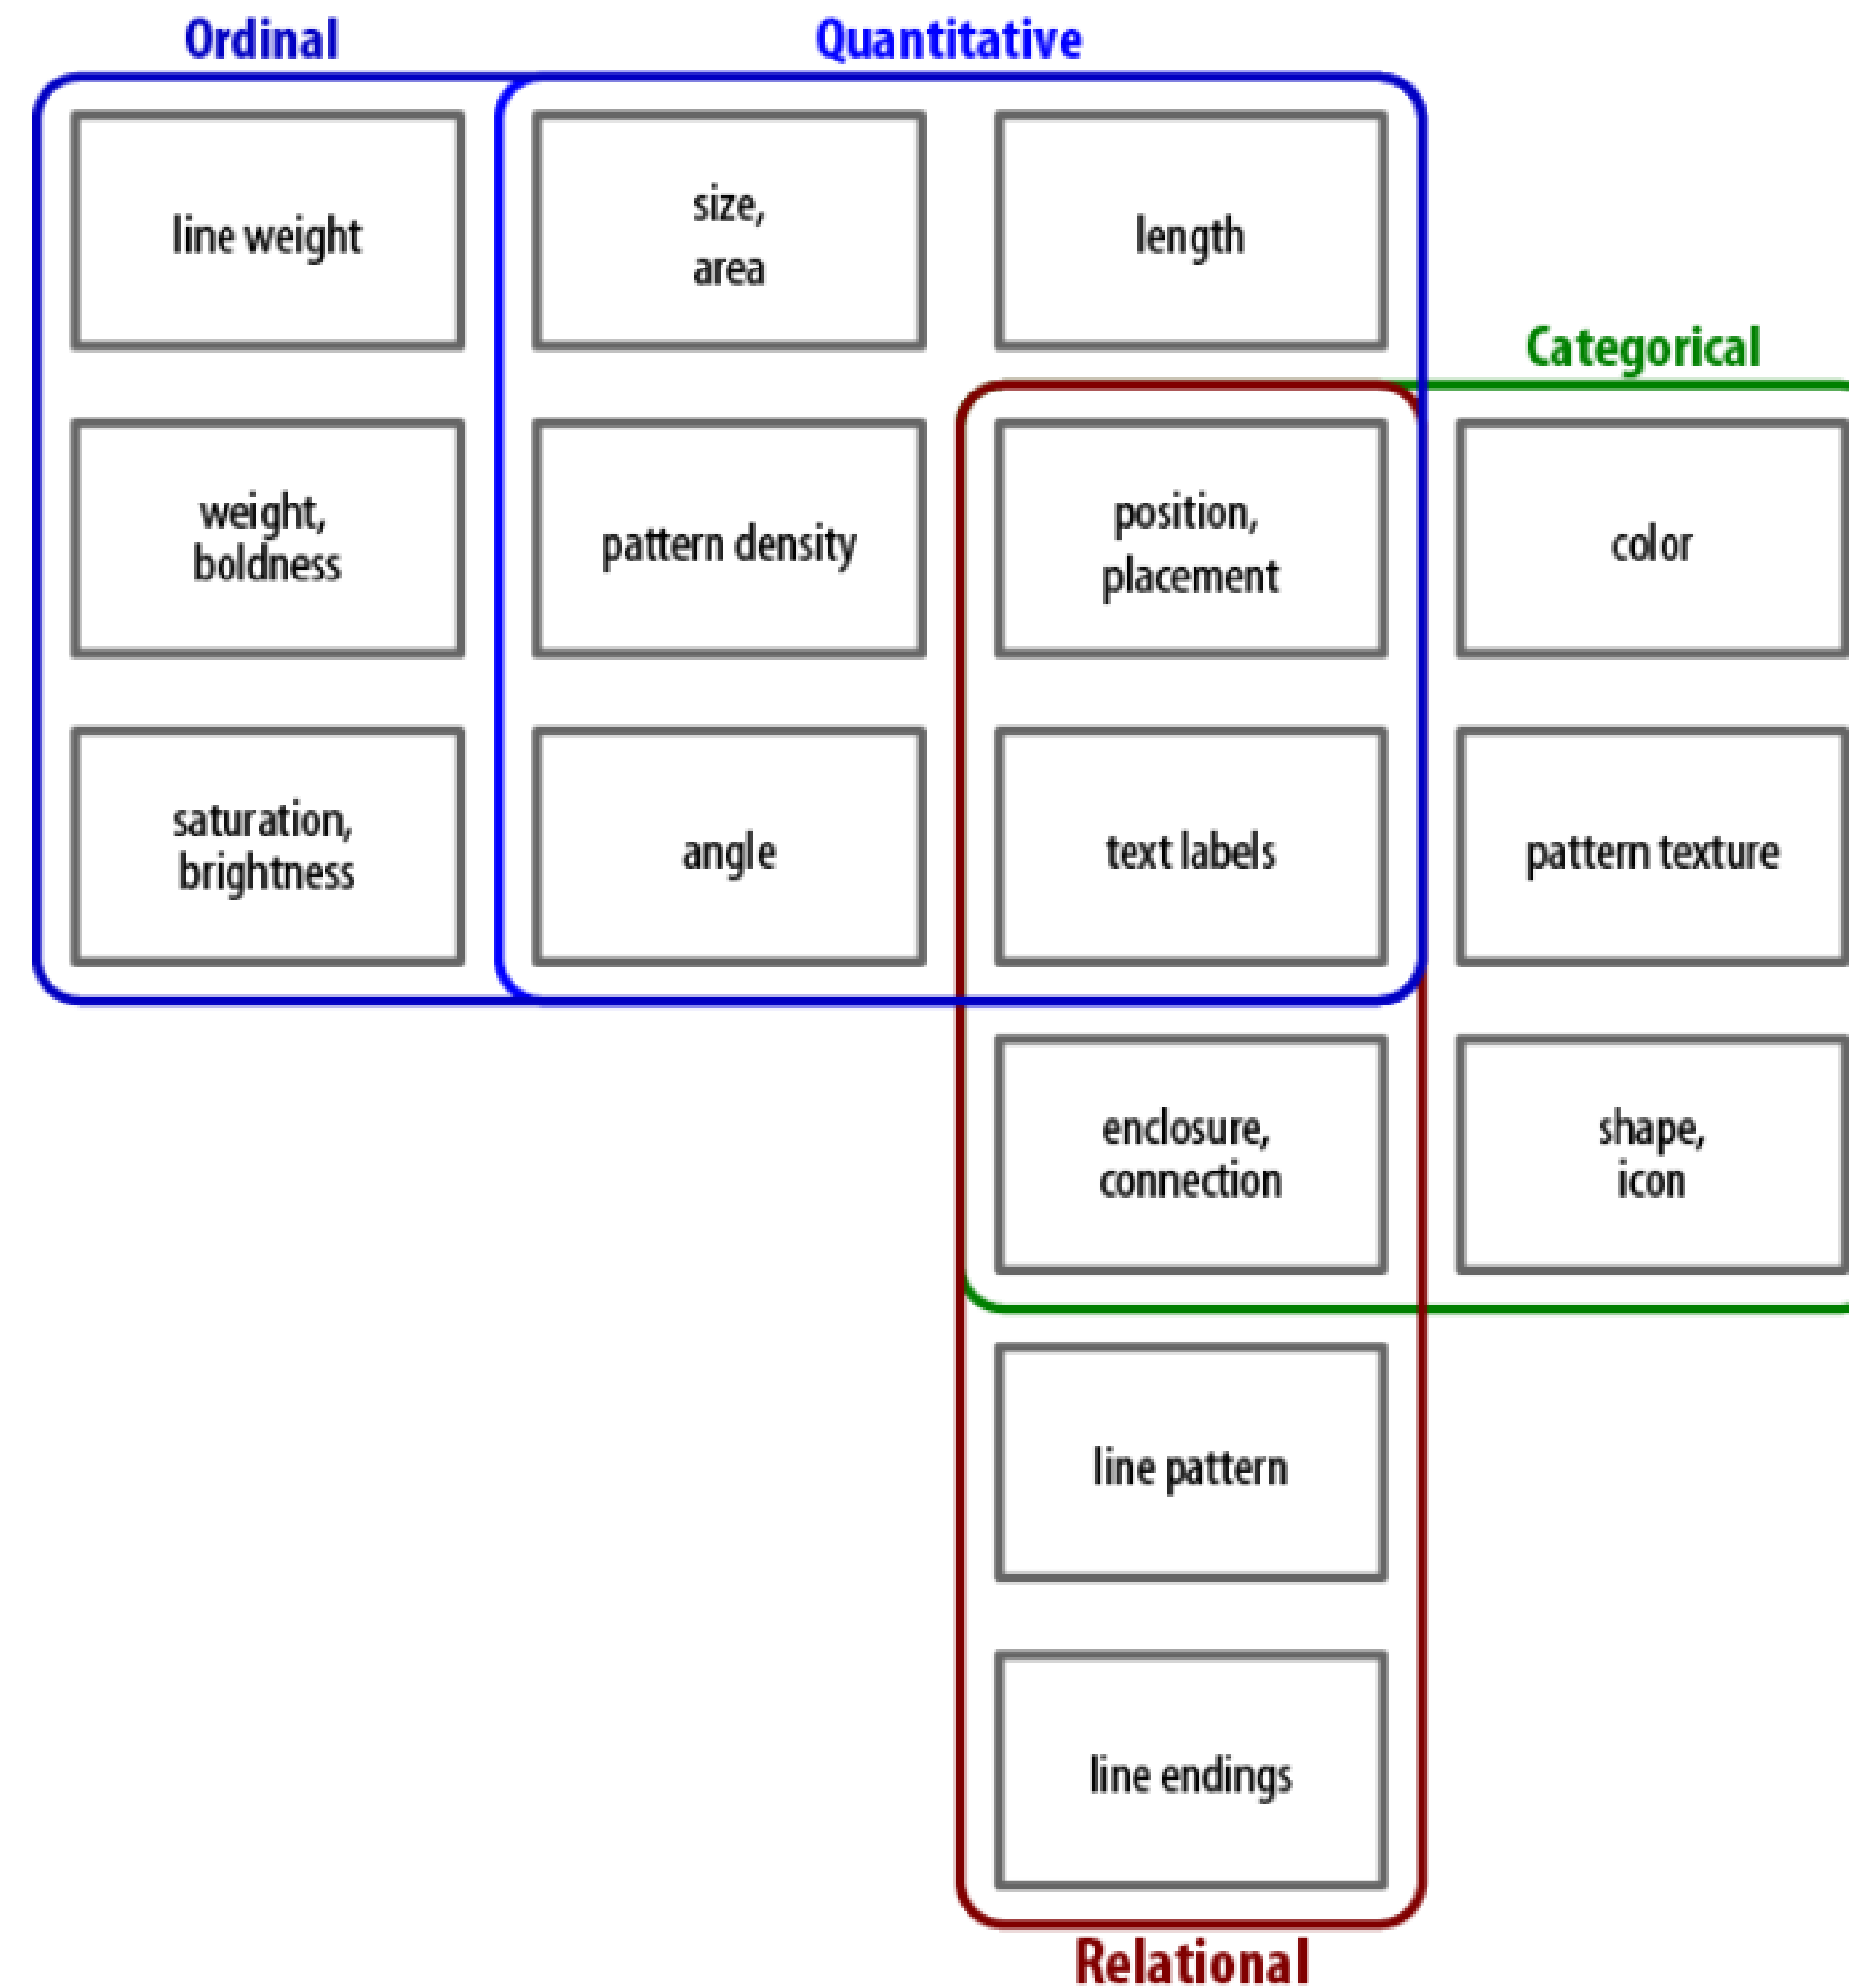 Ordinal
Quantitative
line weight
size,
area
length
Categorical
weight,
boldness
pattern density
position,
placement
color
saturation,
brightness
angle
text labels
pattern texture
enclosure,
connection
shape,
icon
line pattern
line endings
Relational